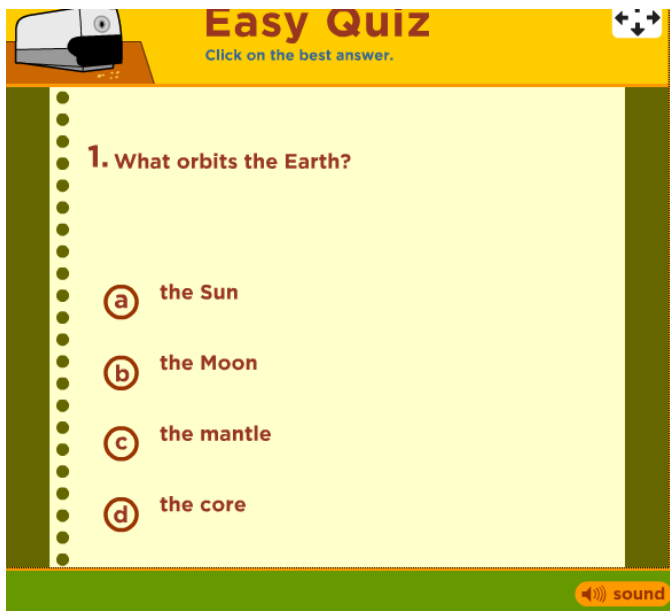 Easy Quiz
Click on the best answer.
1. What orbits the Earth?
a the Sun
b the Moon
c the mantle
d the core
sound